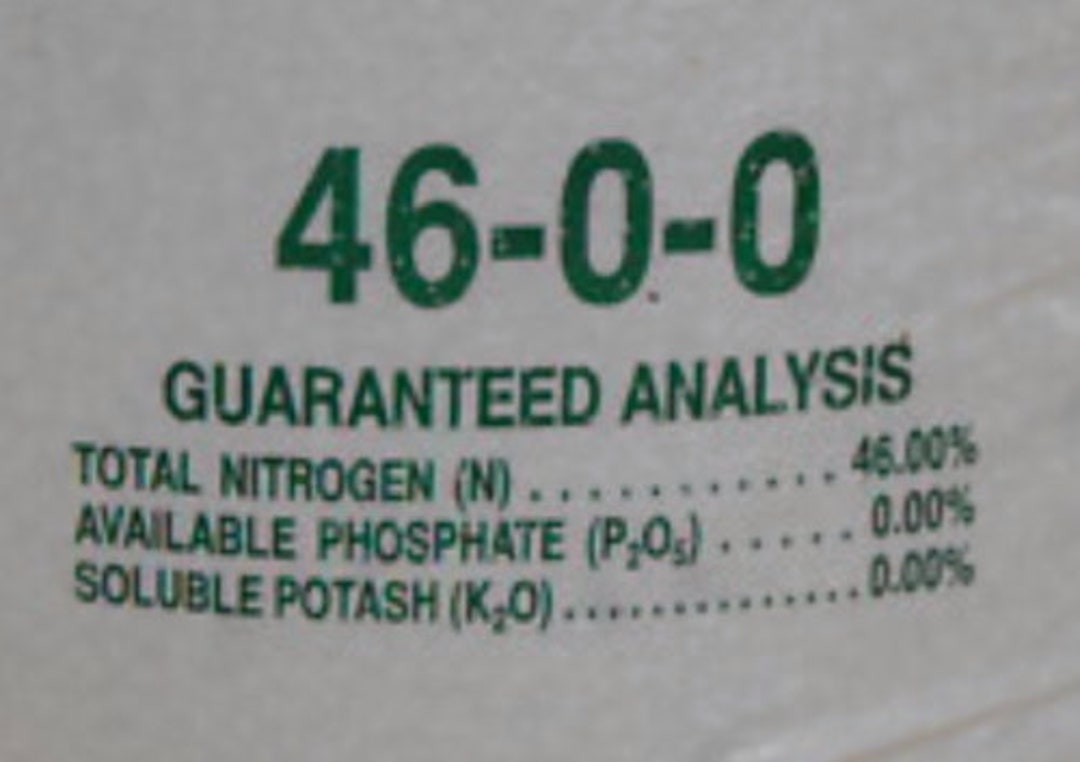 46-0-0
GUARANTEED ANALYSIS
TOTAL NITROGEN (N) ............. 46.00%
AVAILABLE PHOSPHATE (P₂O₅) ...... 0.00%
SOLUBLE POTASH (K₂O) ............... 0.00%